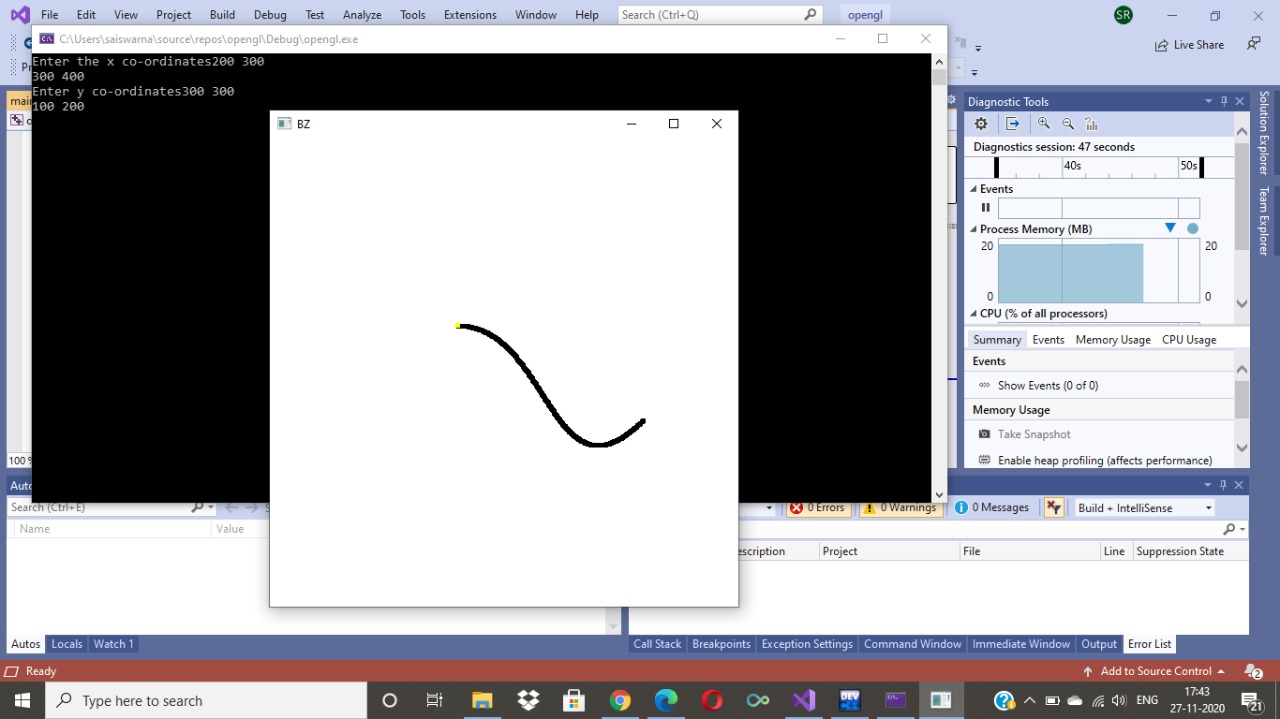 File Edit View Project Build Debug Test Analyze Tools Extensions Window Help Search (Ctrl+Q) opengl SR
C:\Users\saiswarna\source\repos\opengl\Debug\opengl.exe
Live Share
Enter the x co-ordinates200 300
300 400
Enter y co-ordinates300 300
100 200
BZ
Diagnostic Tools
Diagnostics session: 47 seconds
40s 50s
Events
Process Memory (MB)
20 20
0 0
CPU (% of all processors)
Summary Events Memory Usage CPU Usage
Events
Show Events (0 of 0)
Memory Usage
Take Snapshot
Enable heap profiling (affects performance)
Solution Explorer
Team Explorer
100 %
Search (Ctrl+E)
0 Errors 0 Warnings 0 Messages Build + IntelliSense
Name Value
Project File Line Suppression State
Autos Locals Watch 1
Call Stack Breakpoints Exception Settings Command Window Immediate Window Output Error List
Ready Add to Source Control 2
Type here to search
DEV
ENG
17:43
27-11-2020
21